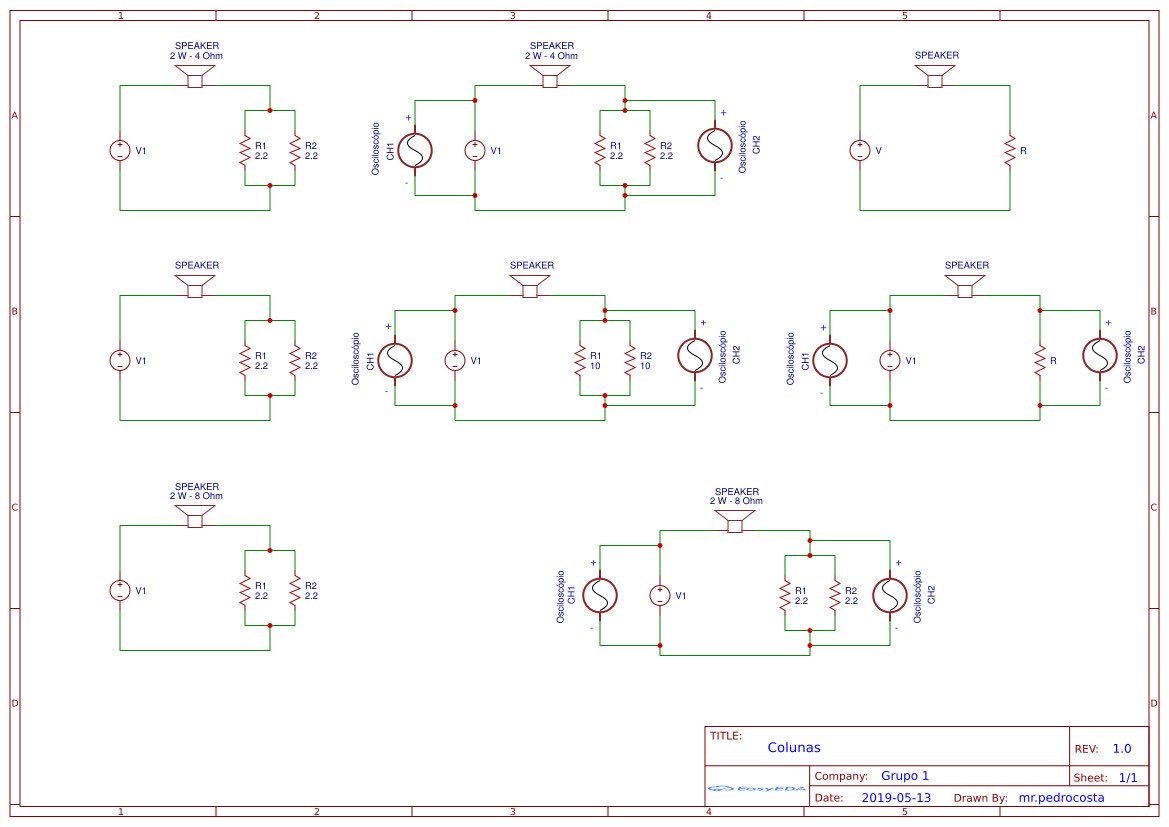 1 2 3 4 5
A
SPEAKER
2 W - 4 Ohm
V1
R1
2.2
R2
2.2
SPEAKER
2 W - 4 Ohm
Osciloscópio
CH1
+
-
V1
R1
2.2
R2
2.2
+
-
Osciloscópio
CH2
SPEAKER
V
R
A
B
SPEAKER
V1
R1
2.2
R2
2.2
SPEAKER
Osciloscópio
CH1
+
-
V1
R1
10
R2
10
+
-
Osciloscópio
CH2
SPEAKER
Osciloscópio
CH1
+
-
V1
R
+
-
Osciloscópio
CH2
B
C
SPEAKER
2 W - 8 Ohm
V1
R1
2.2
R2
2.2
SPEAKER
2 W - 8 Ohm
Osciloscópio
CH1
+
-
V1
R1
2.2
R2
2.2
+
-
Osciloscópio
CH2
C
D
D
TITLE:
Colunas
REV: 1.0
EasyEDA
Company: Grupo 1
Sheet: 1/1
Date: 2019-05-13 Drawn By: mr.pedrocosta
1 2 3 4 5